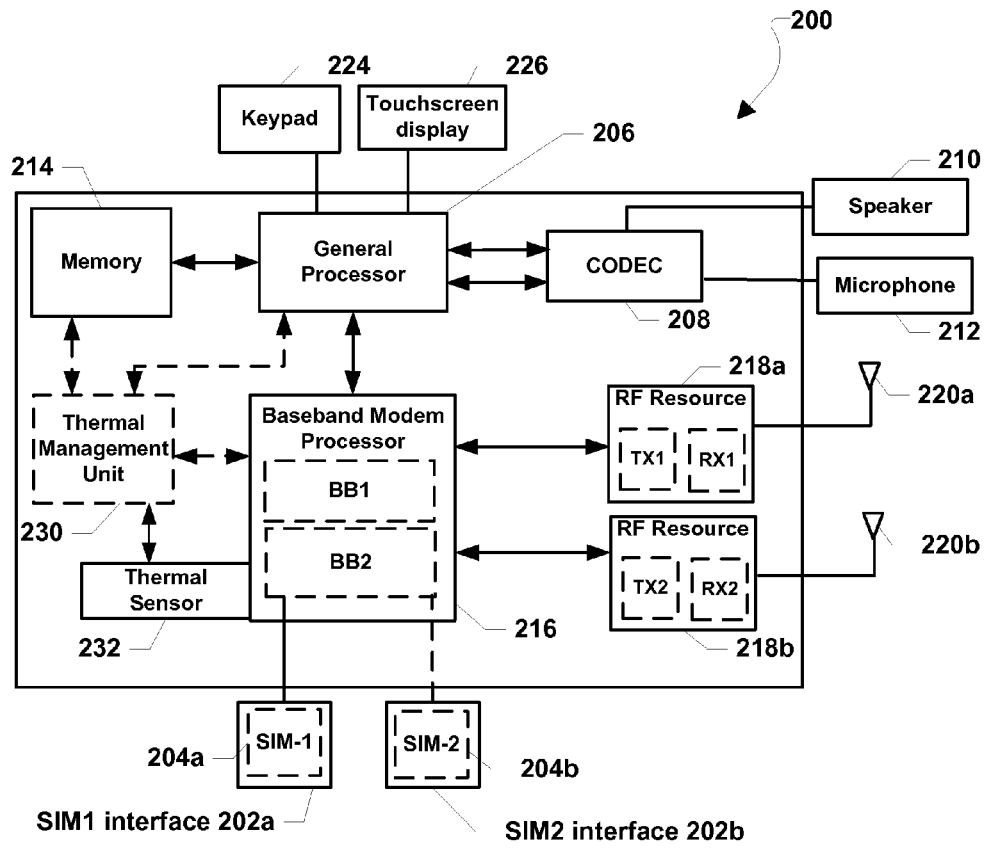 200
224
226
Keypad
Touchscreen
display
206
214
210
Speaker
Memory
General
Processor
CODEC
Microphone
208
212
218a
220a
Thermal
Management
Unit
Baseband Modem
Processor
RF Resource
TX1
RX1
BB1
230
220b
RF Resource
BB2
TX2
RX2
Thermal
Sensor
232
216
218b
204a
SIM-1
SIM-2
204b
SIM1 interface 202a
SIM2 interface 202b